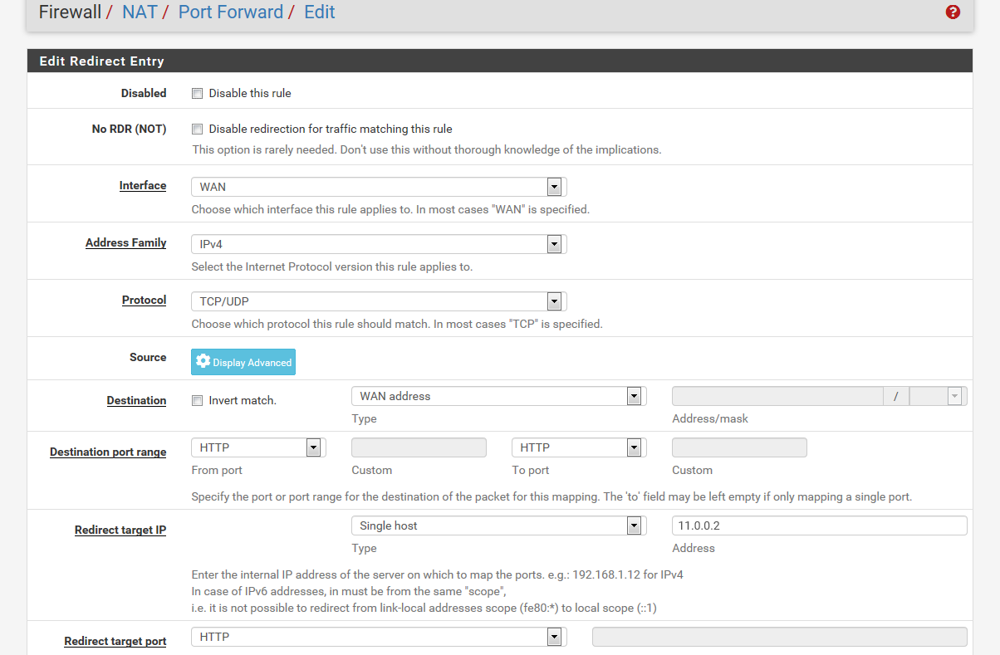 Firewall / NAT / Port Forward / Edit
Edit Redirect Entry
Disabled Disable this rule
No RDR (NOT) Disable redirection for traffic matching this rule
This option is rarely needed. Don't use this without thorough knowledge of the implications.
Interface WAN
Choose which interface this rule applies to. In most cases "WAN" is specified.
Address Family IPv4
Select the Internet Protocol version this rule applies to.
Protocol TCP/UDP
Choose which protocol this rule should match. In most cases "TCP" is specified.
Source Display Advanced
Destination Invert match. WAN address /
Type Address/mask
Destination port range HTTP HTTP
From port Custom To port Custom
Specify the port or port range for the destination of the packet for this mapping. The 'to' field may be left empty if only mapping a single port.
Redirect target IP Single host 11.0.0.2
Type Address
Enter the internal IP address of the server on which to map the ports. e.g.: 192.168.1.12 for IPv4
In case of IPv6 addresses, in must be from the same "scope",
i.e. it is not possible to redirect from link-local addresses scope (fe80:*) to local scope (::1)
Redirect target port HTTP